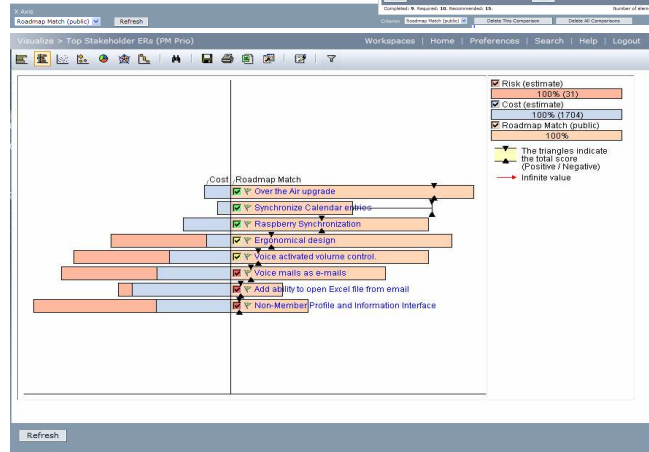 X Axis
Roadmap Match (public) Refresh
Completed: 9. Required: 10. Recommended: 15. Number of elem
Criterion Roadmap Match (public) Delete This Comparison Delete All Comparisons
Visualize > Top Stakeholder ERs (PM Prio) Workspaces | Home | Preferences | Search | Help | Logout
Risk (estimate)
100% (31)
Cost (estimate)
100% (1704)
Roadmap Match (public)
100%
The triangles indicate
the total score
(Positive / Negative)
Infinite value
Cost Roadmap Match
Over the Air upgrade
Synchronize Calendar entries
Raspberry Synchronization
Ergonomical design
Voice activated volume control.
Voice mails as e-mails
Add ability to open Excel file from email
Non-Member Profile and Information Interface
Refresh